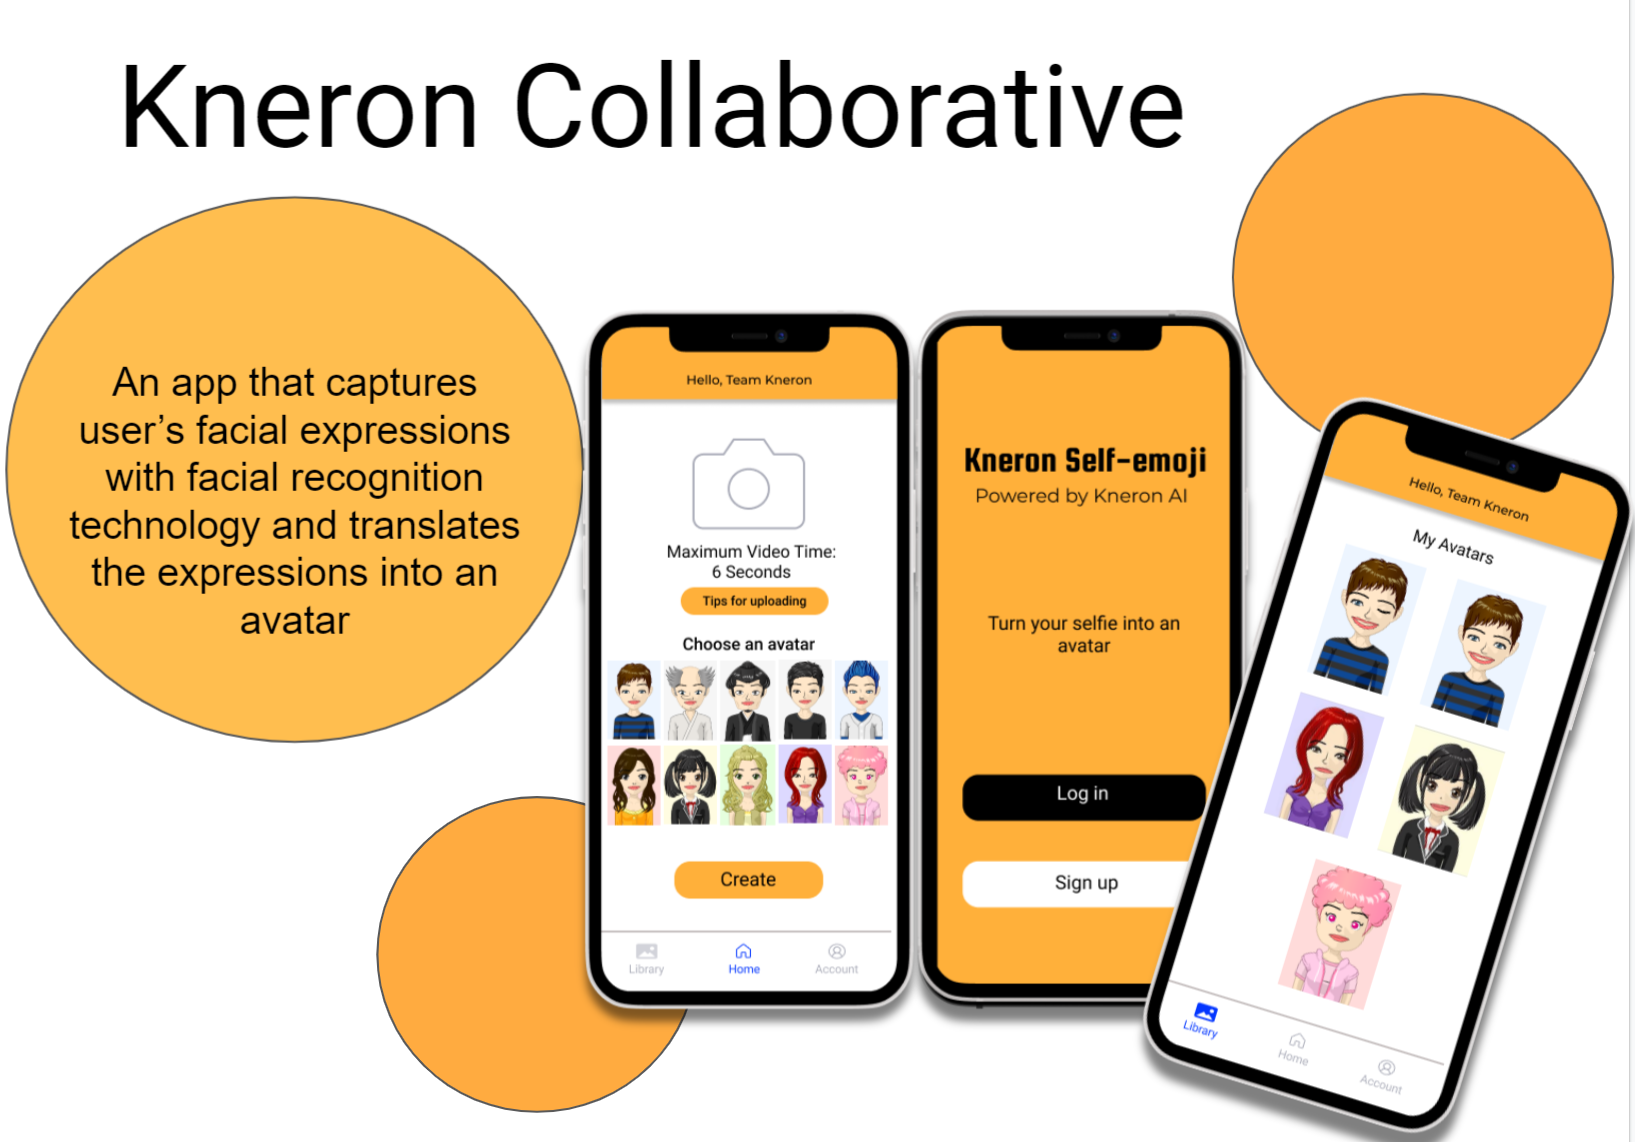 Kneron Collaborative
An app that captures
user’s facial expressions
with facial recognition
technology and translates
the expressions into an
avatar
Hello, Team Kneron
Maximum Video Time:
6 Seconds
Tips for uploading
Choose an avatar
Create
Library
Home
Account
Kneron Self-emoji
Powered by Kneron AI
Turn your selfie into an
avatar
Log in
Sign up
Hello, Team Kneron
My Avatars
Library
Home
Account